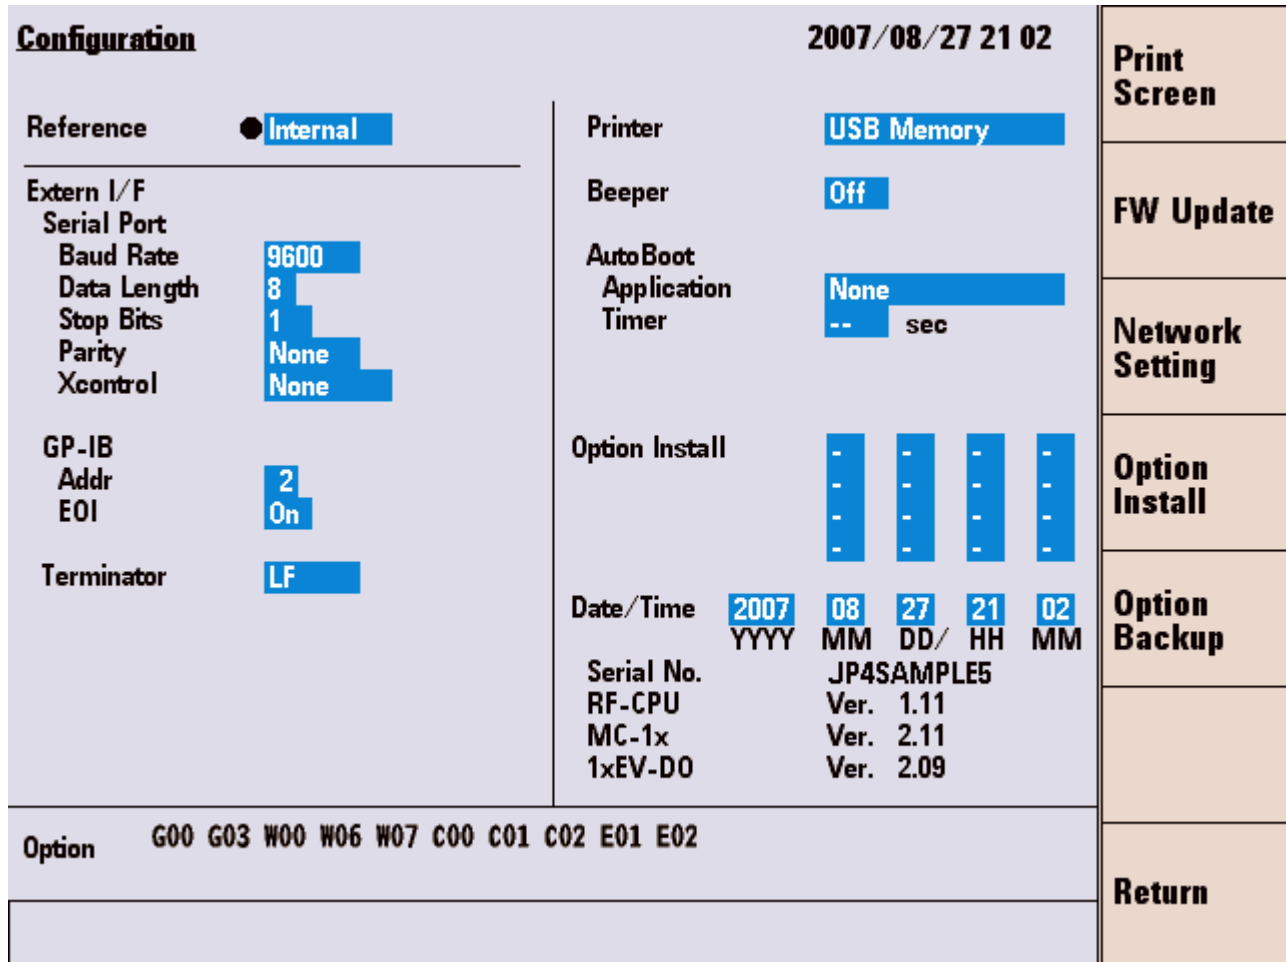 Configuration
2007/08/27 21 02
Reference Internal
Extern I/F
Serial Port
Baud Rate 9600
Data Length 8
Stop Bits 1
Parity None
Xcontrol None
GP-IB
Addr 2
EOI On
Terminator LF
Printer USB Memory
Beeper Off
AutoBoot
Application None
Timer -- sec
Option Install - - - -
- - - -
- - - -
- - - -
Date/Time 2007 08 27 21 02
YYYY MM DD/ HH MM
Serial No. JP4SAMPLE5
RF-CPU Ver. 1.11
MC-1x Ver. 2.11
1xEV-DO Ver. 2.09
Option G00 G03 W00 W06 W07 C00 C01 C02 E01 E02
Print
Screen
FW Update
Network
Setting
Option
Install
Option
Backup
Return